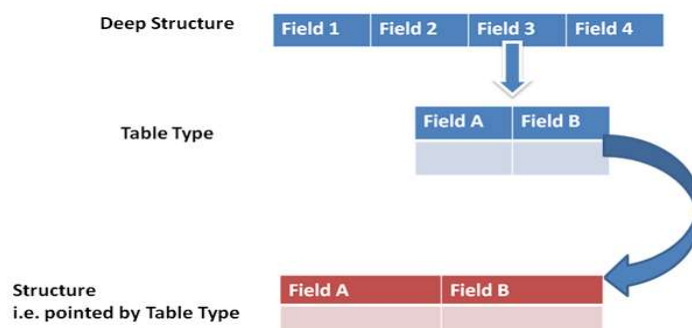 Deep Structure
Field 1 Field 2 Field 3 Field 4
Table Type
Field A Field B
Structure
i.e. pointed by Table Type
Field A Field B